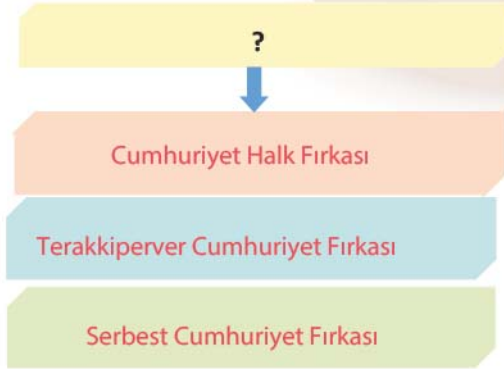 ?
Cumhuriyet Halk Fırkası
Terakkiperver Cumhuriyet Fırkası
Serbest Cumhuriyet Fırkası